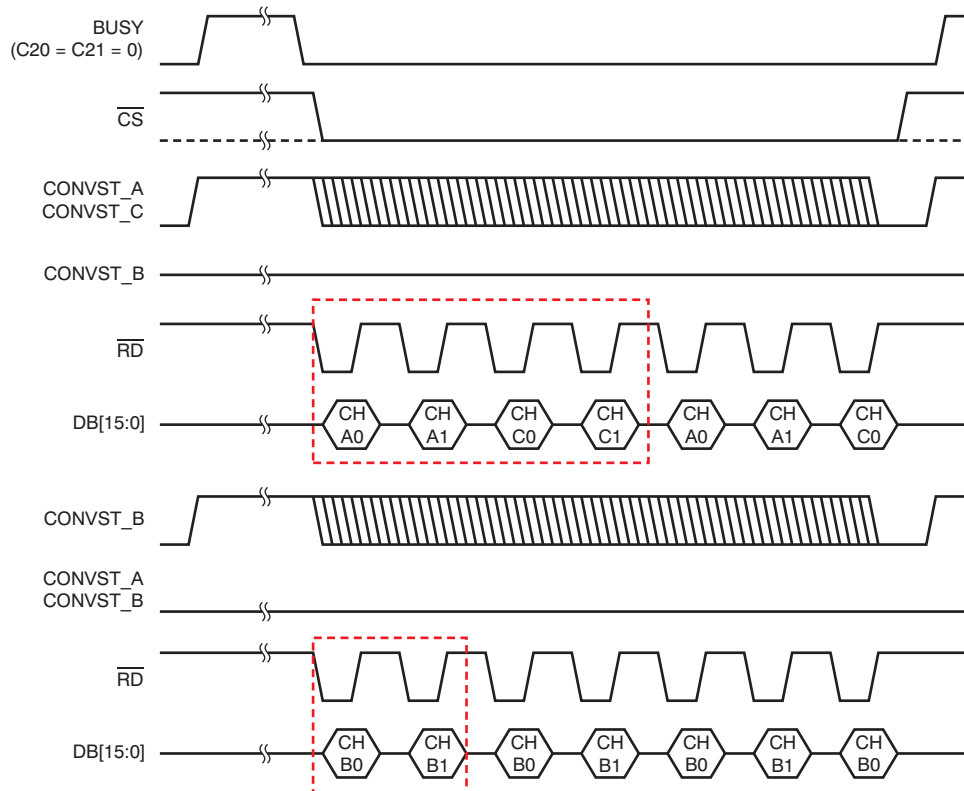 BUSY
(C20 = C21 = 0)
CS
CONVST_A
CONVST_C
CONVST_B
RD
DB[15:0]
CH A0 CH A1 CH C0 CH C1 CH A0 CH A1 CH C0
CONVST_B
CONVST_A
CONVST_B
RD
DB[15:0]
CH B0 CH B1 CH B0 CH B1 CH B0 CH B1 CH B0